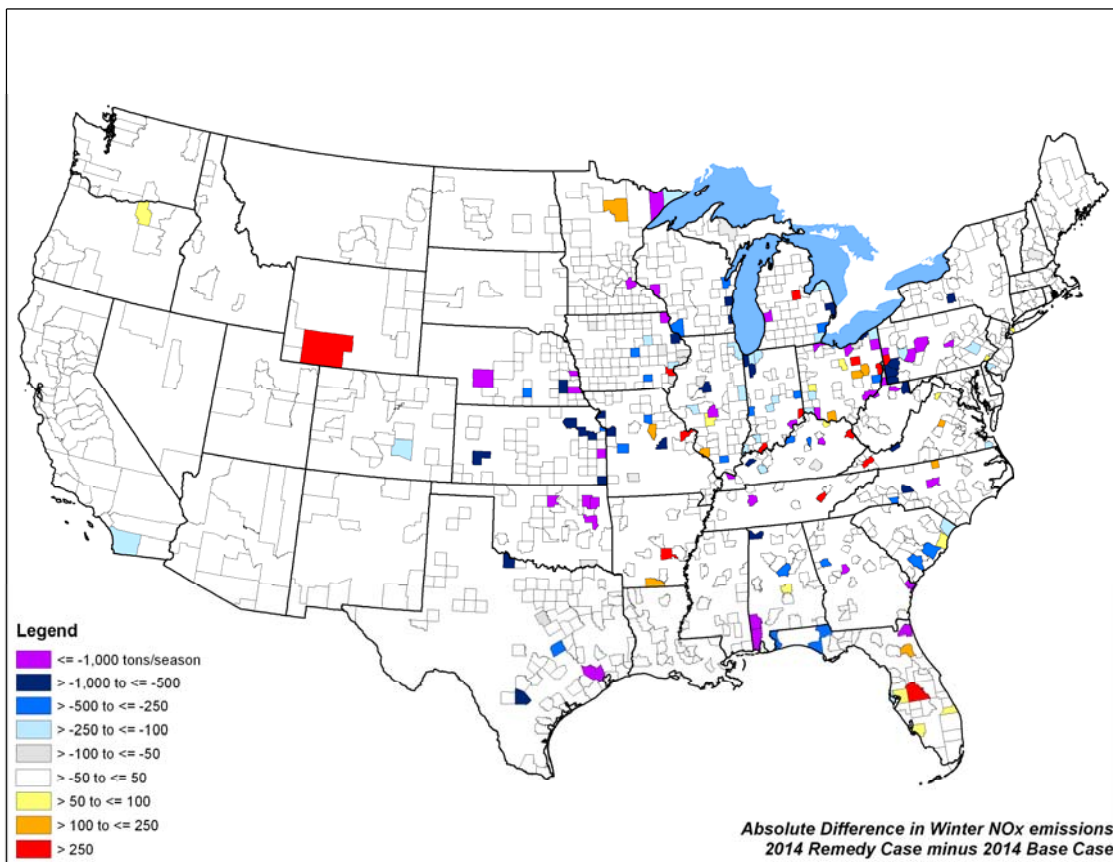 Legend
<= -1,000 tons/season
> -1,000 to <= -500
> -500 to <= -250
> -250 to <= -100
> -100 to <= -50
> -50 to <= 50
> 50 to <= 100
> 100 to <= 250
> 250
Absolute Difference in Winter NOx emissions
2014 Remedy Case minus 2014 Base Case